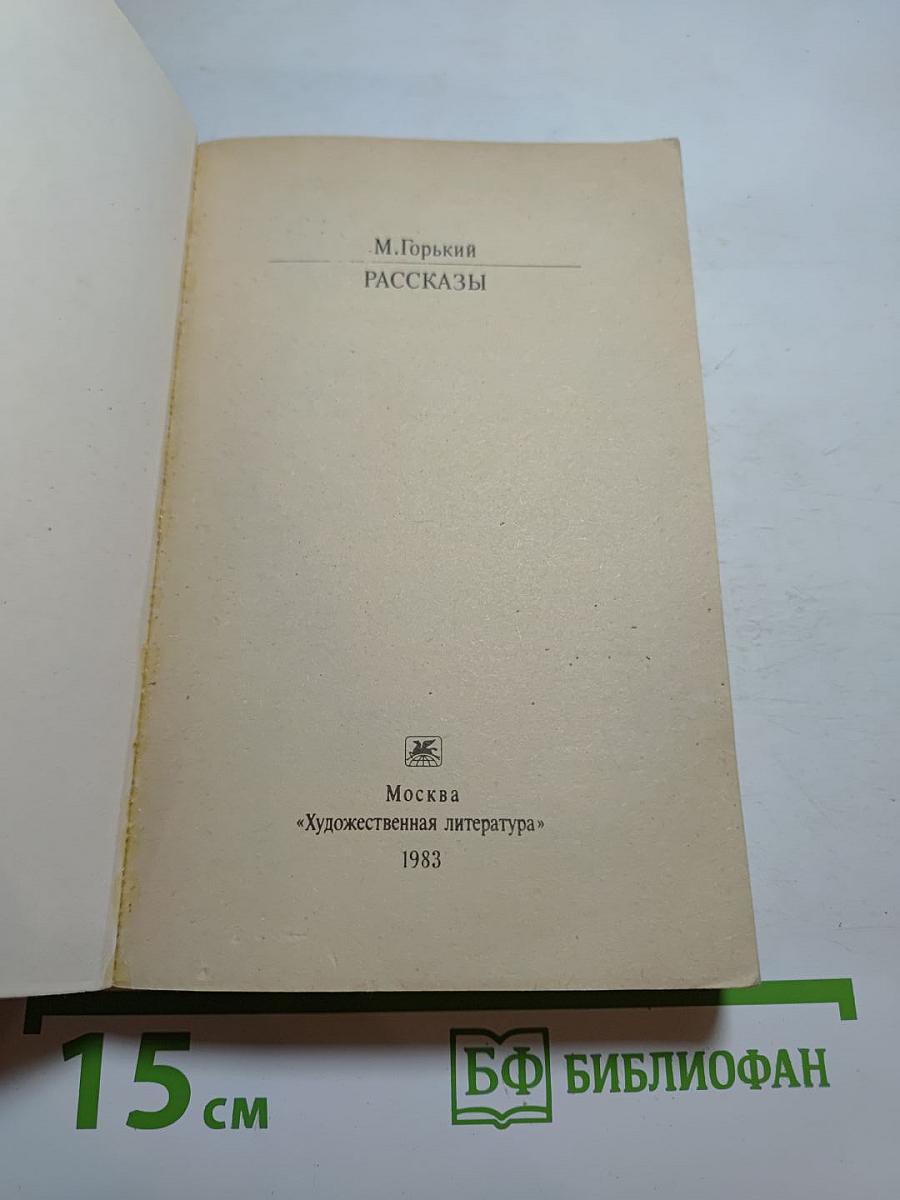 М.Горький
РАССКАЗЫ
Москва
«Художественная литература»
1983
15 см
БФ БИБЛИОФАН